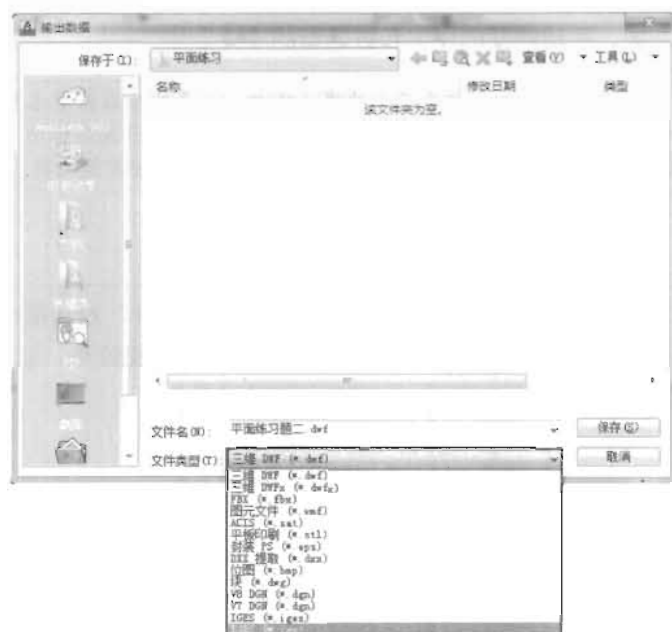 输出数据
保存于(I):
平面练习
查看(V)
工具(L)
名称
修改日期
类型
该文件夹为空。
文件名(N):
平面练习题二.dwf
保存(S)
文件类型(T):
三维 DWF (*.dwf)
取消
三维 DWF (*.dwf)
三维 DWFx (*.dwfx)
FBX (*.fbx)
图元文件 (*.wmf)
ACIS (*.sat)
平板印刷 (*.stl)
封装 PS (*.eps)
DXX 提取 (*.dxx)
位图 (*.bmp)
块 (*.dwg)
V8 DGN (*.dgn)
V7 DGN (*.dgn)
IGES (*.iges)